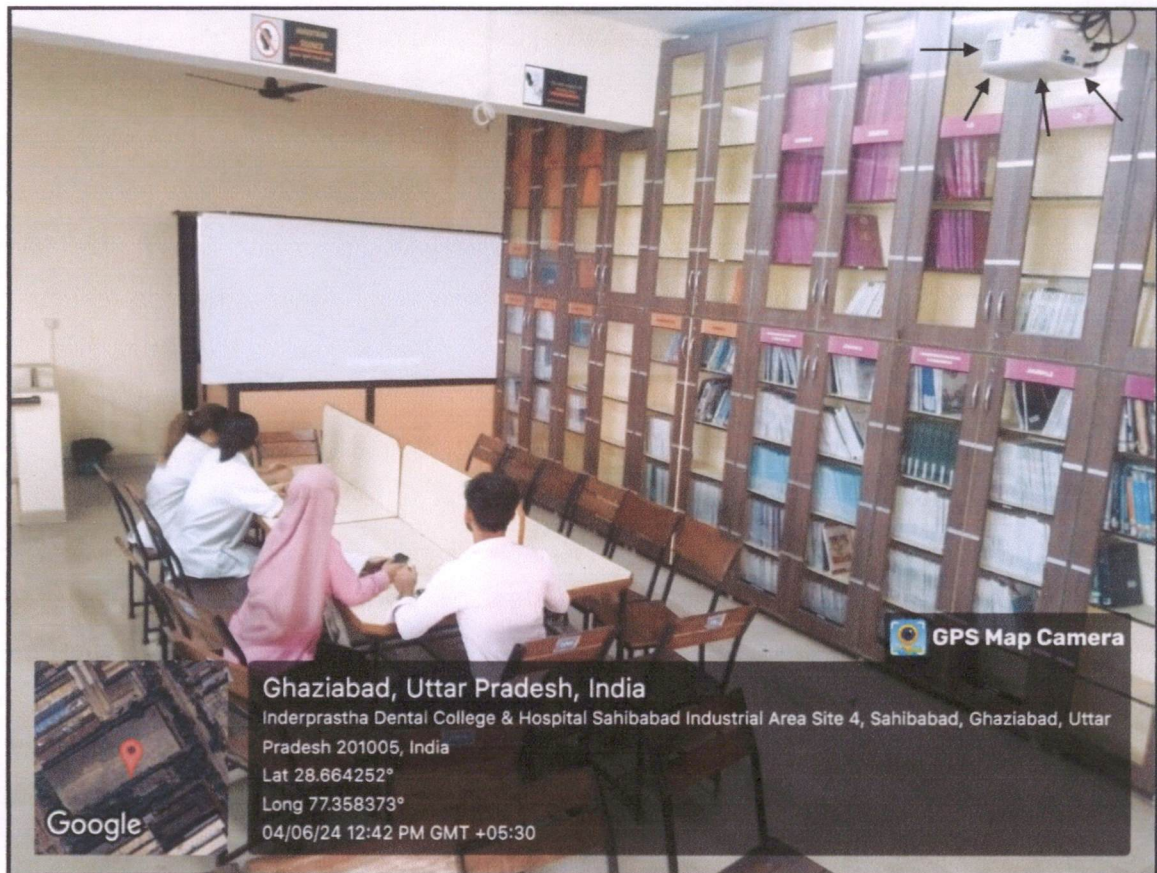 SILENCE
GPS Map Camera
Ghaziabad, Uttar Pradesh, India
Inderprastha Dental College & Hospital Sahibabad Industrial Area Site 4, Sahibabad, Ghaziabad, Uttar
Pradesh 201005, India
Lat 28.664252°
Long 77.358373°
04/06/24 12:42 PM GMT +05:30
Google